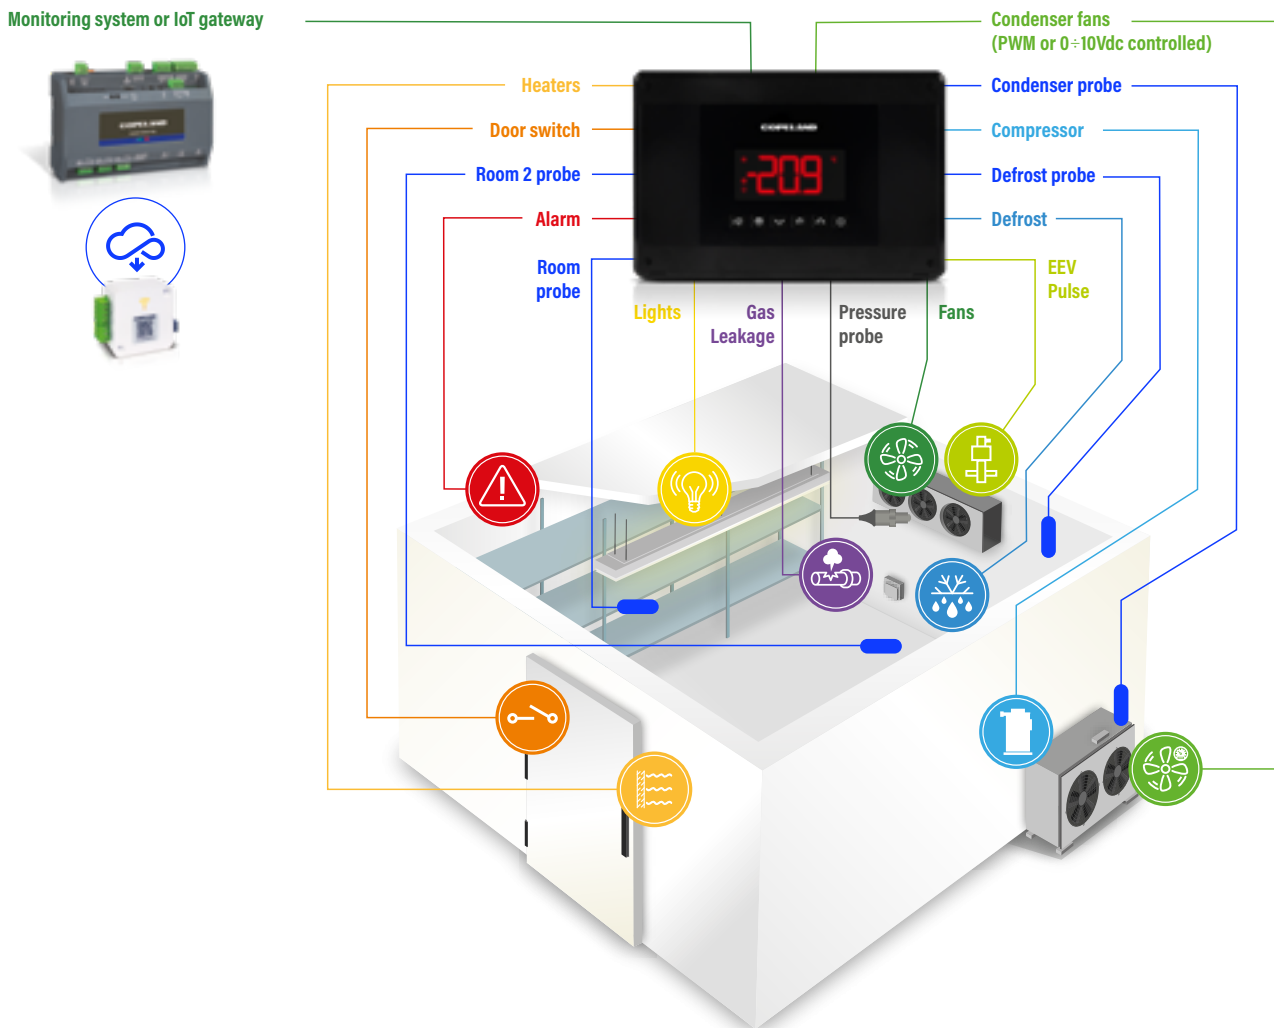 Monitoring system or IoT gateway
Condenser fans
(PWM or 0÷10Vdc controlled)
Heaters
Condenser probe
Door switch
Compressor
COPELAND
COPELAND
-209
Room 2 probe
Defrost probe
Alarm
Defrost
Room
probe
EEV
Pulse
Lights
Gas
Leakage
Pressure
probe
Fans